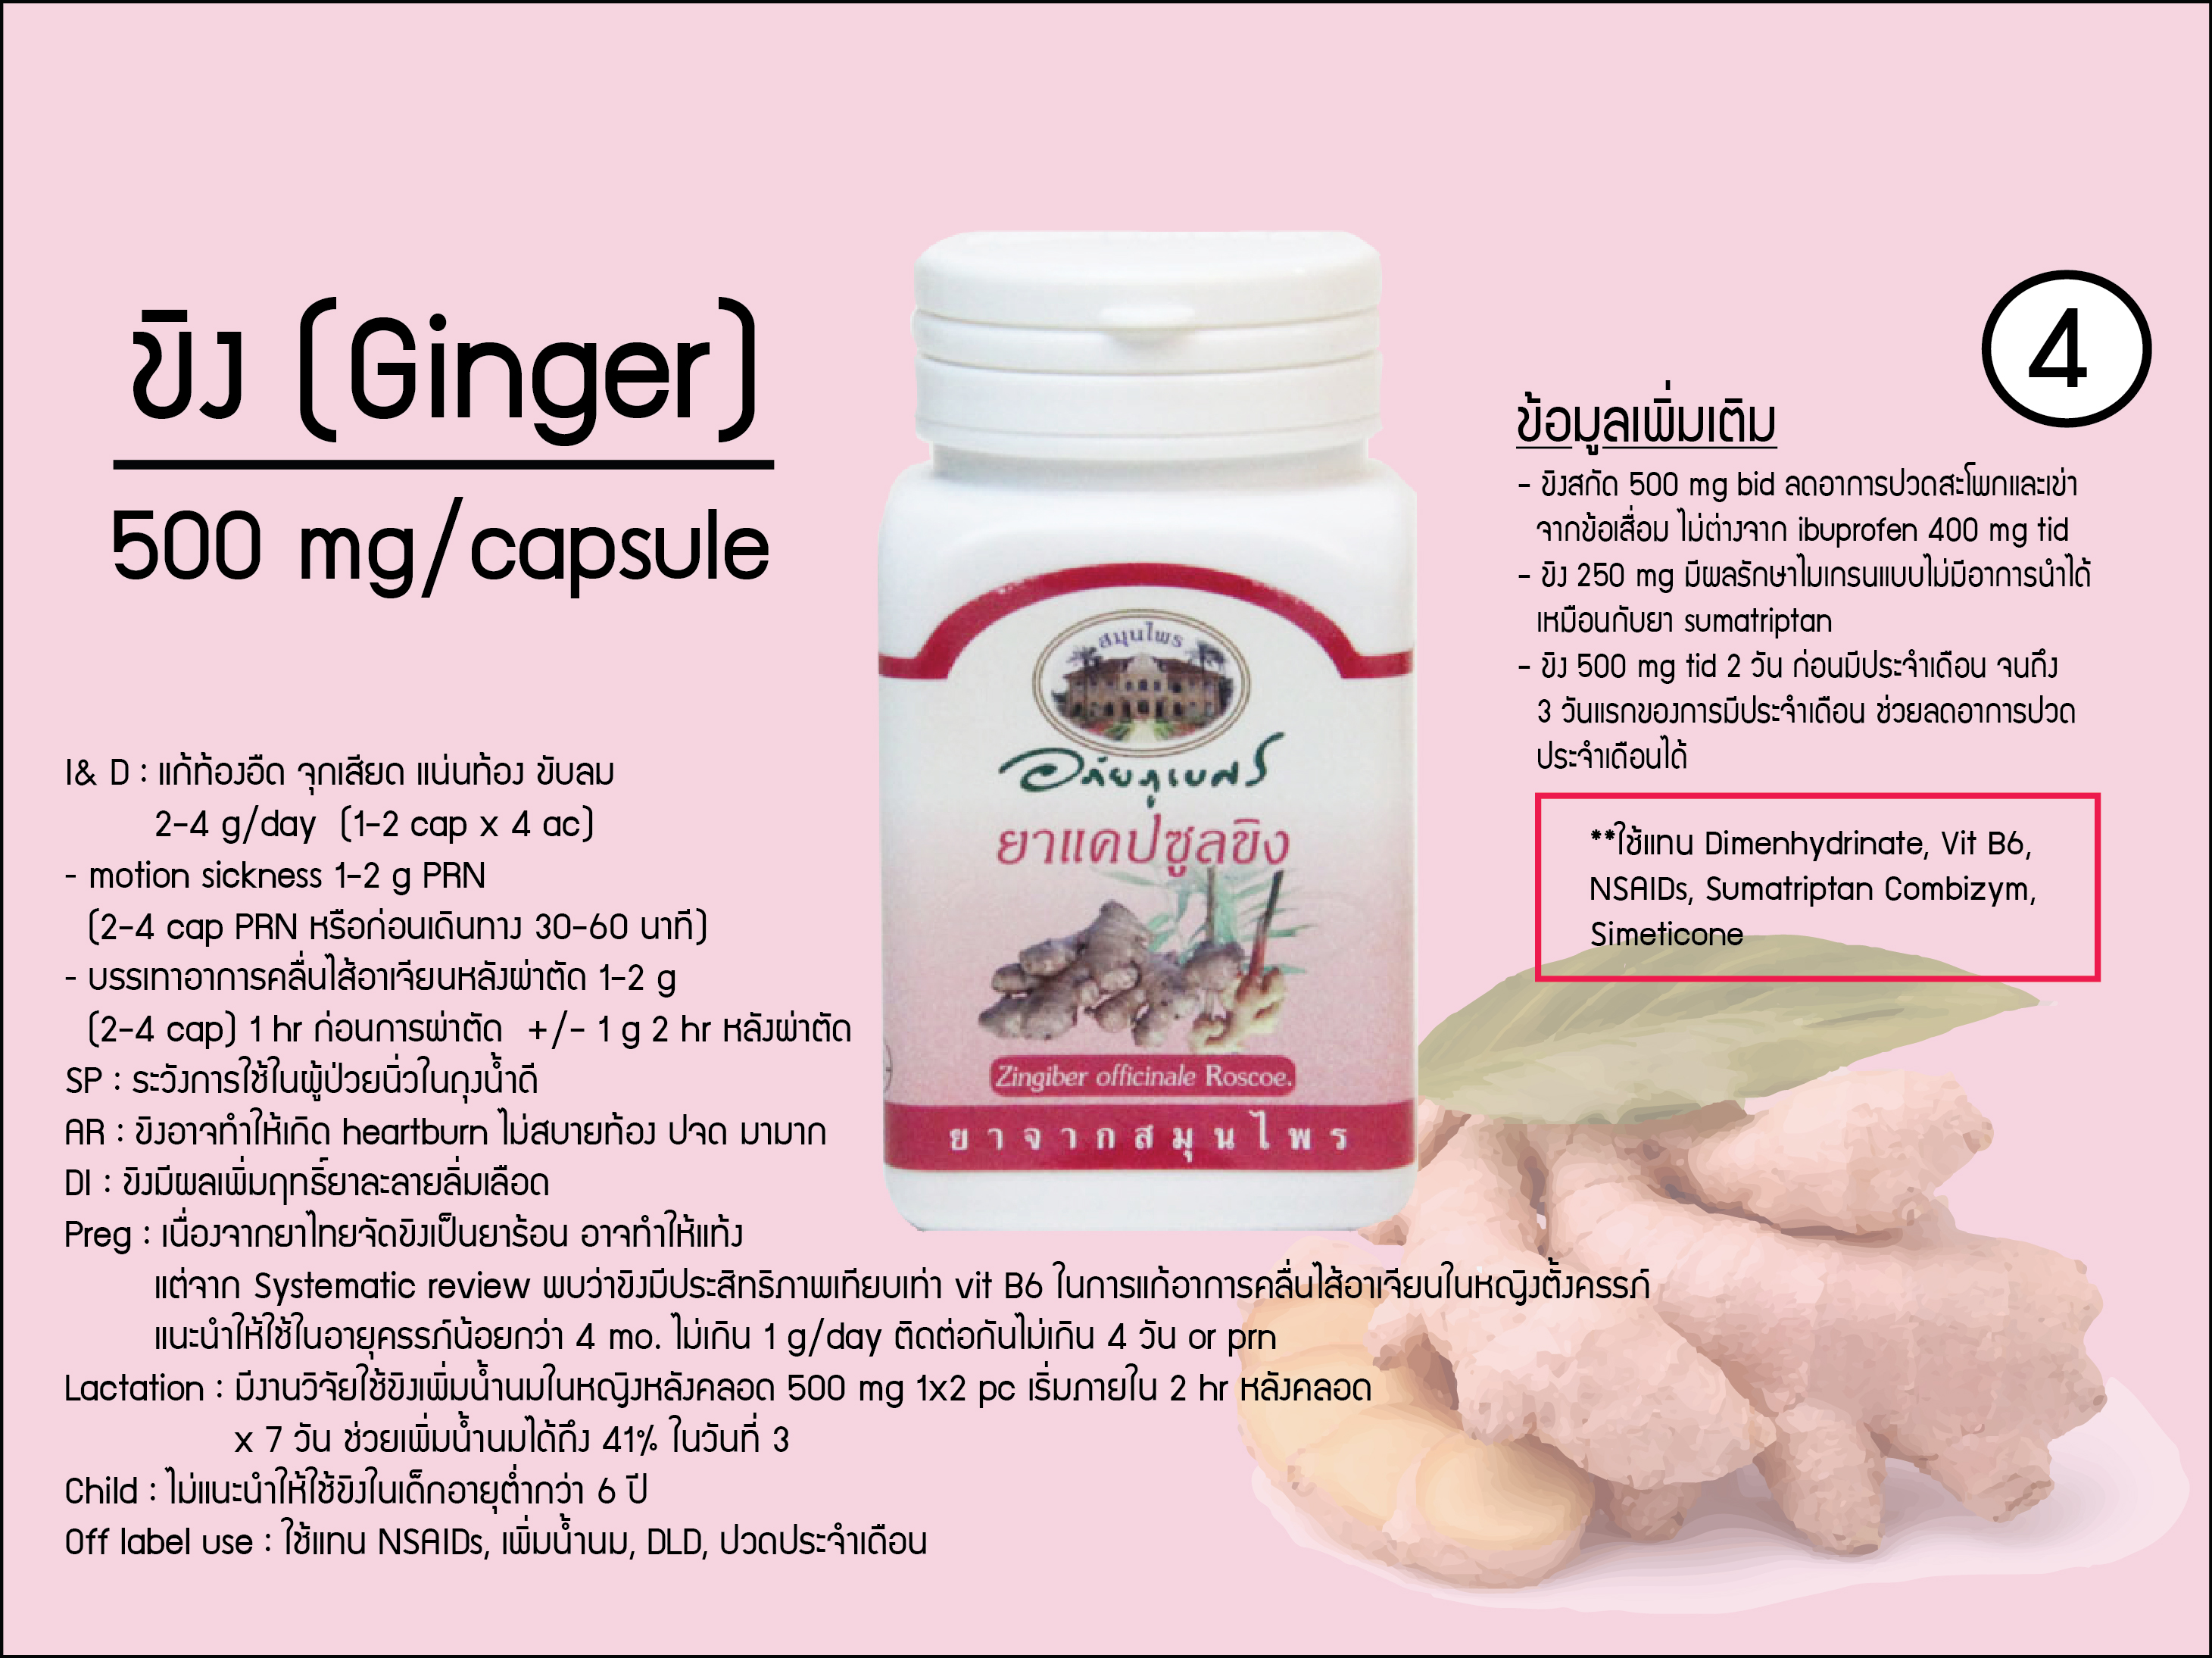 ขิง (Ginger)
500 mg/capsule
I& D : แก้ท้องอืด จุกเสียด แน่นท้อง ขับลม
2-4 g/day (1-2 cap x 4 ac)
- motion sickness 1-2 g PRN
(2-4 cap PRN หรือก่อนเดินทาง 30-60 นาที)
- บรรเทาอาการคลื่นไส้อาเจียนหลังผ่าตัด 1-2 g
(2-4 cap) 1 hr ก่อนการผ่าตัด +/- 1 g 2 hr หลังผ่าตัด
SP : ระวังการใช้ในผู้ป่วยนิ่วในถุงน้ำดี
AR : ขิงอาจทำให้เกิด heartburn ไม่สบายท้อง ปจด มามาก
DI : ขิงมีผลเพิ่มฤทธิ์ยาละลายลิ่มเลือด
Preg : เนื่องจากยาไทยจัดขิงเป็นยาร้อน อาจทำให้แท้ง
แต่จาก Systematic review พบว่าขิงมีประสิทธิภาพเทียบเท่า vit B6 ในการแก้อาการคลื่นไส้อาเจียนในหญิงตั้งครรภ์
แนะนำให้ใช้ในอายุครรภ์น้อยกว่า 4 mo. ไม่เกิน 1 g/day ติดต่อกันไม่เกิน 4 วัน or prn
Lactation : มีงานวิจัยใช้ขิงเพิ่มน้ำนมในหญิงหลังคลอด 500 mg 1x2 pc เริ่มภายใน 2 hr หลังคลอด
x 7 วัน ช่วยเพิ่มน้ำนมได้ถึง 41% ในวันที่ 3
Child : ไม่แนะนำให้ใช้ขิงในเด็กอายุต่ำกว่า 6 ปี
Off label use : ใช้แทน NSAIDs, เพิ่มน้ำนม, DLD, ปวดประจำเดือน
สมุนไพร
อภัยภูเบศร
ยาแคปซูลขิง
Zingiber officinale Roscoe.
ยาจากสมุนไพร
4
ข้อมูลเพิ่มเติม
- ขิงสกัด 500 mg bid ลดอาการปวดสะโพกและเข่า
จากข้อเสื่อม ไม่ต่างจาก ibuprofen 400 mg tid
- ขิง 250 mg มีผลรักษาไมเกรนแบบไม่มีอาการนำได้
เหมือนกับยา sumatriptan
- ขิง 500 mg tid 2 วัน ก่อนมีประจำเดือน จนถึง
3 วันแรกของการมีประจำเดือน ช่วยลดอาการปวด
ประจำเดือนได้
**ใช้แทน Dimenhydrinate, Vit B6,
NSAIDs, Sumatriptan Combizym,
Simeticone